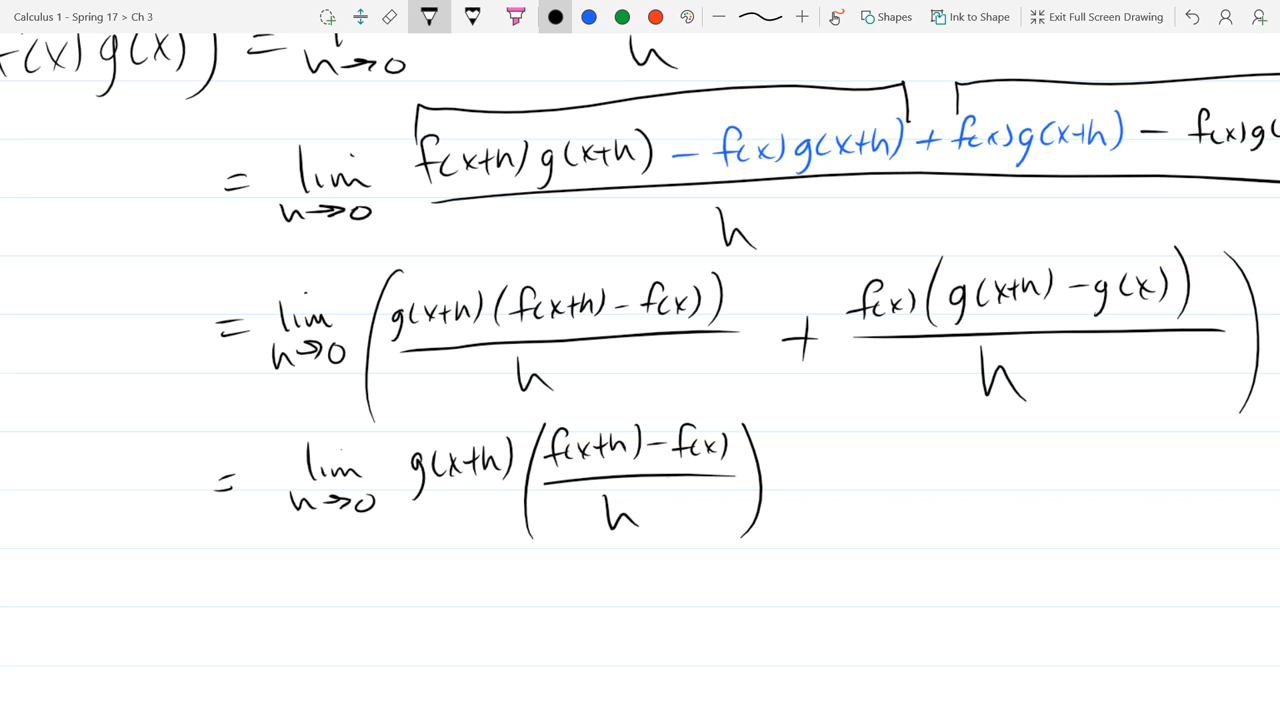 Calculus 1 - Spring 17 > Ch 3
Shapes
Ink to Shape
Exit Full Screen Drawing
f(x) g(x) ) = h→0 h
= lim h→0 f(x+h) g(x+h) - f(x) g(x+h) + f(x) g(x+h) - f(x) g(
h
= lim h→0 ( g(x+h) (f(x+h) - f(x)) / h + f(x) ( g(x+h) - g(x) ) / h )
= lim h→0 g(x+h) ( f(x+h) - f(x) / h )